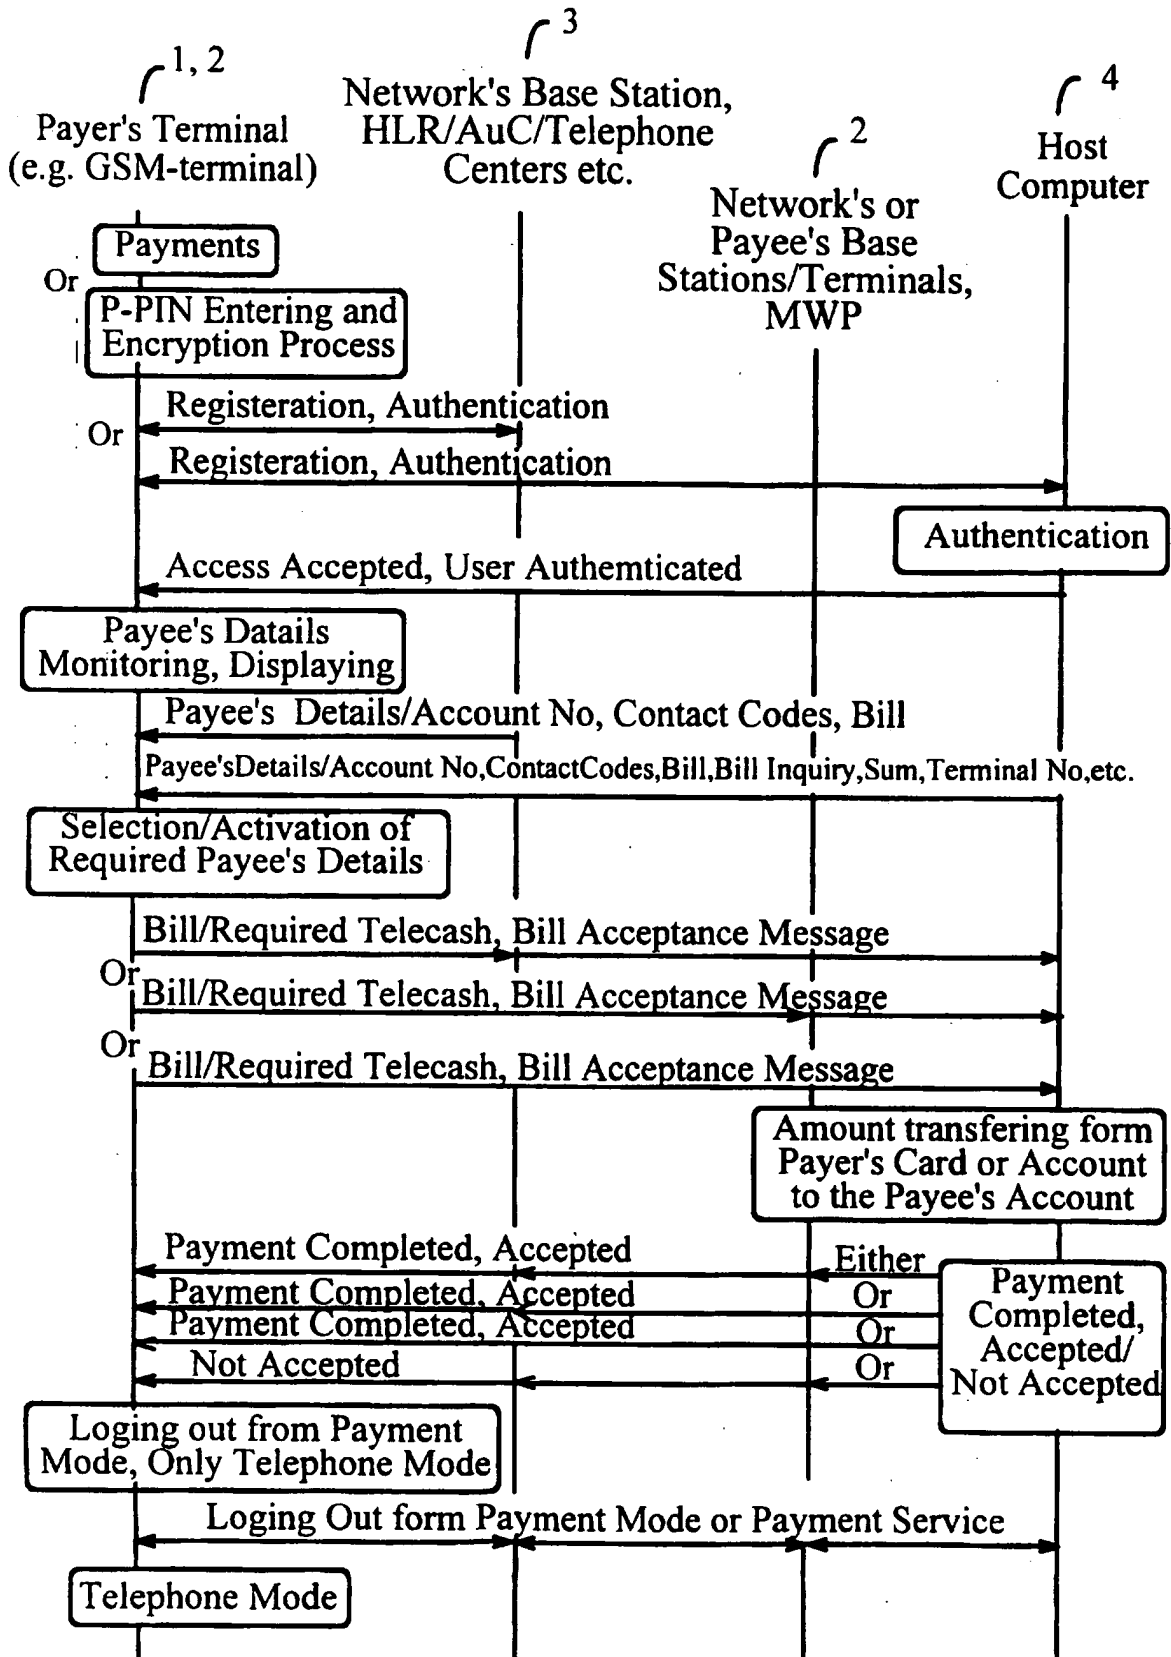 1, 2
3
2
4
Payer's Terminal
(e.g. GSM-terminal)
Network's Base Station,
HLR/AuC/Telephone
Centers etc.
Network's or
Payee's Base
Stations/Terminals,
MWP
Host
Computer
Payments
Or
P-PIN Entering and
Encryption Process
Registeration, Authentication
Or
Registeration, Authentication
Authentication
Access Accepted, User Authemticated
Payee's Datails
Monitoring, Displaying
Payee's Details/Account No, Contact Codes, Bill
Payee'sDetails/Account No,ContactCodes,Bill,Bill Inquiry,Sum,Terminal No,etc.
Selection/Activation of
Required Payee's Details
Bill/Required Telecash, Bill Acceptance Message
Or
Bill/Required Telecash, Bill Acceptance Message
Or
Bill/Required Telecash, Bill Acceptance Message
Amount transfering form
Payer's Card or Account
to the Payee's Account
Payment Completed, Accepted
Either
Payment Completed, Accepted
Or
Payment Completed, Accepted
Or
Not Accepted
Or
Payment
Completed,
Accepted/
Not Accepted
Loging out from Payment
Mode, Only Telephone Mode
Loging Out form Payment Mode or Payment Service
Telephone Mode